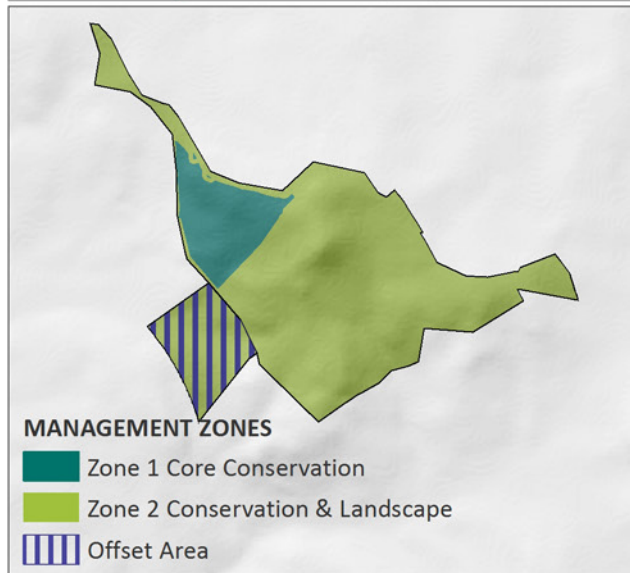 MANAGEMENT ZONES
Zone 1 Core Conservation
Zone 2 Conservation & Landscape
Offset Area